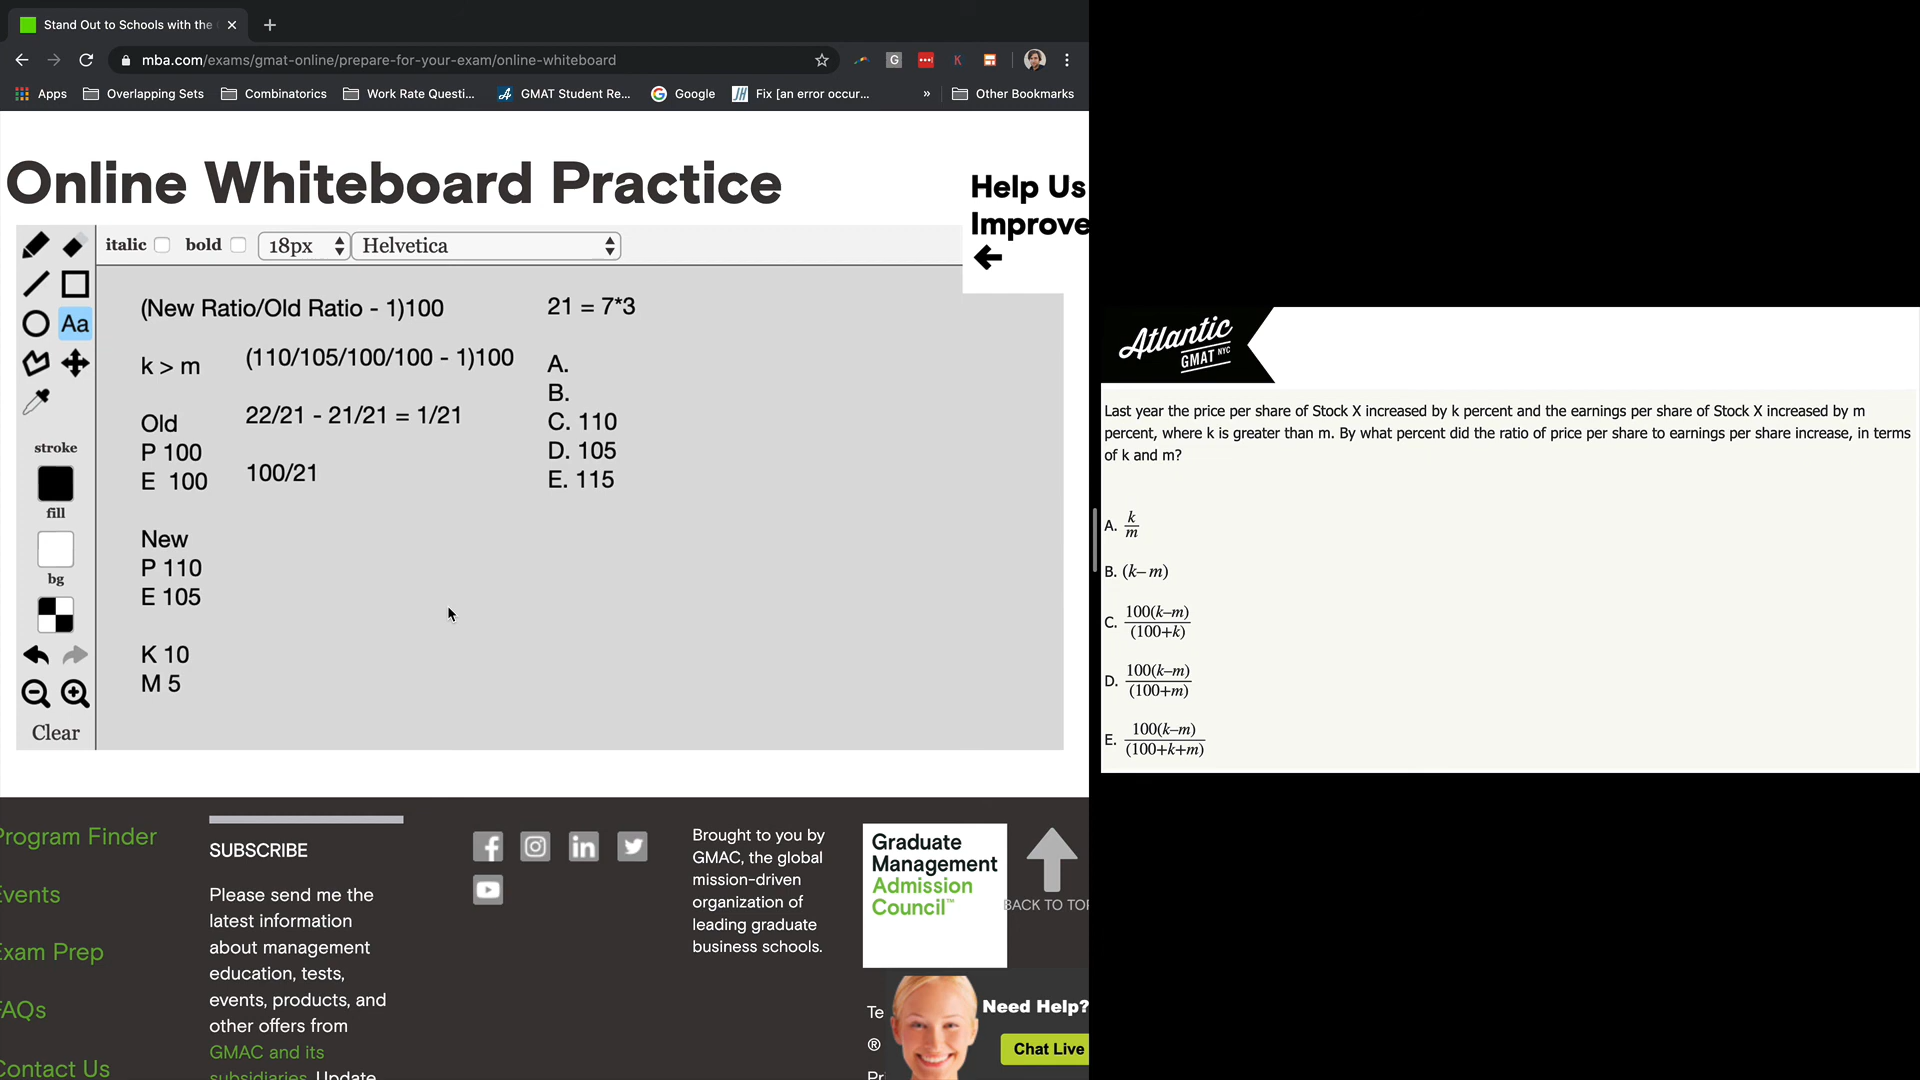 Stand Out to Schools with the
mba.com/exams/gmat-online/prepare-for-your-exam/online-whiteboard
Apps
Overlapping Sets
Combinatorics
Work Rate Questi...
GMAT Student Re...
Google
Fix [an error occur...
»
Other Bookmarks
Online Whiteboard Practice
Help Us
Improve
italic
bold
18px
Helvetica
Aa
stroke
fill
bg
Clear
(New Ratio/Old Ratio - 1)100
k > m
Old
P 100
E 100
New
P 110
E 105
K 10
M 5
(110/105/100/100 - 1)100
22/21 - 21/21 = 1/21
100/21
21 = 7*3
A.
B.
C. 110
D. 105
E. 115
Program Finder
Events
Exam Prep
FAQs
Contact Us
SUBSCRIBE
Please send me the
latest information
about management
education, tests,
events, products, and
other offers from
GMAC and its
subsidiaries. Update
Brought to you by
GMAC, the global
mission-driven
organization of
leading graduate
business schools.
Graduate
Management
Admission
Council™
BACK TO TOP
Te
®
Pri
Need Help?
Chat Live
Atlantic
GMAT NYC
Last year the price per share of Stock X increased by k percent and the earnings per share of Stock X increased by m
percent, where k is greater than m. By what percent did the ratio of price per share to earnings per share increase, in terms
of k and m?
A. k/m
B. (k–m)
C. 100(k–m)/(100+k)
D. 100(k–m)/(100+m)
E. 100(k–m)/(100+k+m)